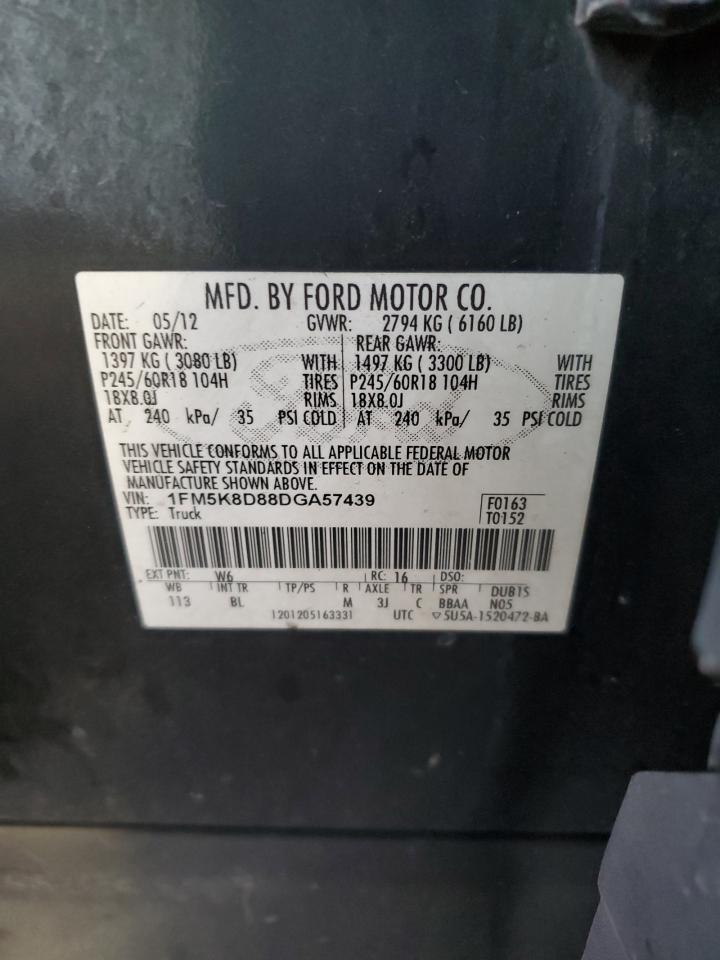 MFD. BY FORD MOTOR CO.
DATE: 05/12 GVWR: 2794 KG ( 6160 LB)
FRONT GAWR: REAR GAWR:
1397 KG ( 3080 LB) WITH 1497 KG ( 3300 LB) WITH
P245/60R18 104H TIRES P245/60R18 104H TIRES
18X8.0J RIMS 18X8.0J RIMS
AT 240 kPa/ 35 PSI COLD AT 240 kPa/ 35 PSI COLD
THIS VEHICLE CONFORMS TO ALL APPLICABLE FEDERAL MOTOR
VEHICLE SAFETY STANDARDS IN EFFECT ON THE DATE OF
MANUFACTURE SHOWN ABOVE.
VIN: 1FM5K8D88DGA57439 F0163
TYPE: Truck T0152
EXT PNT: W6 RC: 16 DSO:
WB INT TR TP/PS R AXLE TR SPR DUB1S
113 BL M 3J C BBAA N05
1201205163331 UTC ▽5U5A-1520472-BA